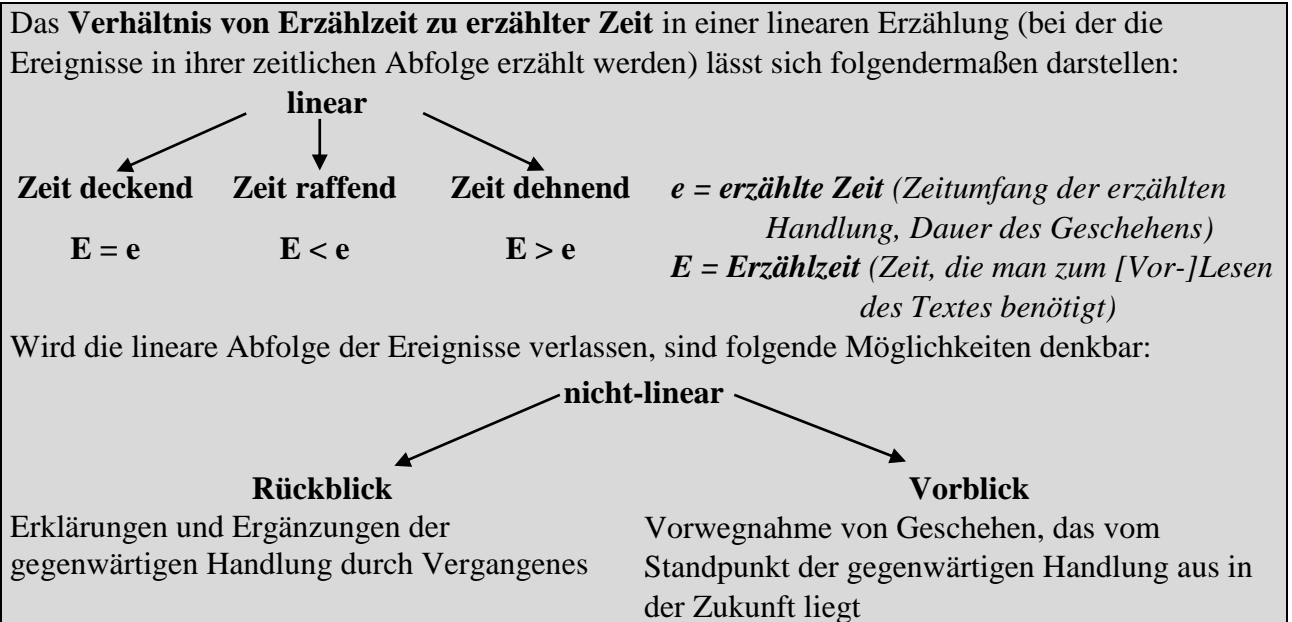 Das Verhältnis von Erzählzeit zu erzählter Zeit in einer linearen Erzählung (bei der die
Ereignisse in ihrer zeitlichen Abfolge erzählt werden) lässt sich folgendermaßen darstellen:
linear
Zeit deckend Zeit raffend Zeit dehnend
E = e E < e E > e
e = erzählte Zeit (Zeitumfang der erzählten
Handlung, Dauer des Geschehens)
E = Erzählzeit (Zeit, die man zum [Vor-]Lesen
des Textes benötigt)
Wird die lineare Abfolge der Ereignisse verlassen, sind folgende Möglichkeiten denkbar:
nicht-linear
Rückblick
Erklärungen und Ergänzungen der
gegenwärtigen Handlung durch Vergangenes
Vorblick
Vorwegnahme von Geschehen, das vom
Standpunkt der gegenwärtigen Handlung aus in
der Zukunft liegt